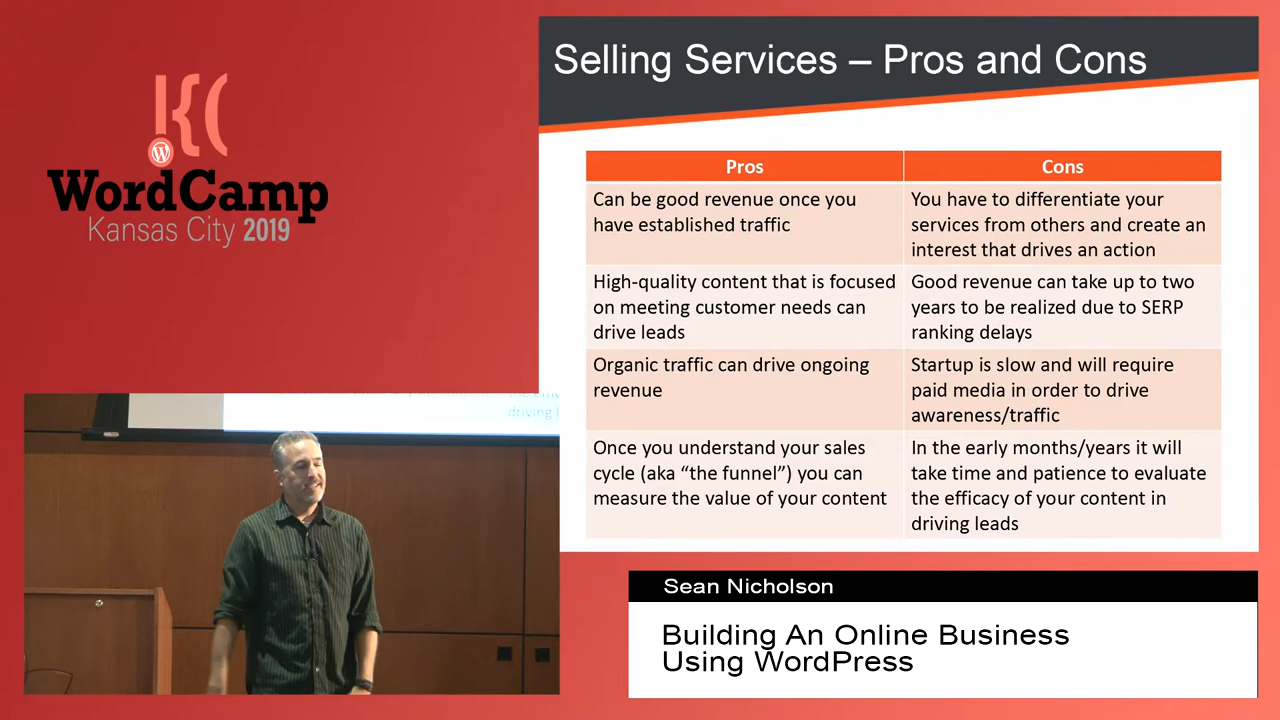 K(
WordCamp
Kansas City 2019
Selling Services – Pros and Cons
Pros
Cons
Can be good revenue once you
have established traffic
You have to differentiate your
services from others and create an
interest that drives an action
High-quality content that is focused
on meeting customer needs can
drive leads
Good revenue can take up to two
years to be realized due to SERP
ranking delays
Organic traffic can drive ongoing
revenue
Startup is slow and will require
paid media in order to drive
awareness/traffic
Once you understand your sales
cycle (aka “the funnel”) you can
measure the value of your content
In the early months/years it will
take time and patience to evaluate
the efficacy of your content in
driving leads
driving l
Sean Nicholson
Building An Online Business
Using WordPress